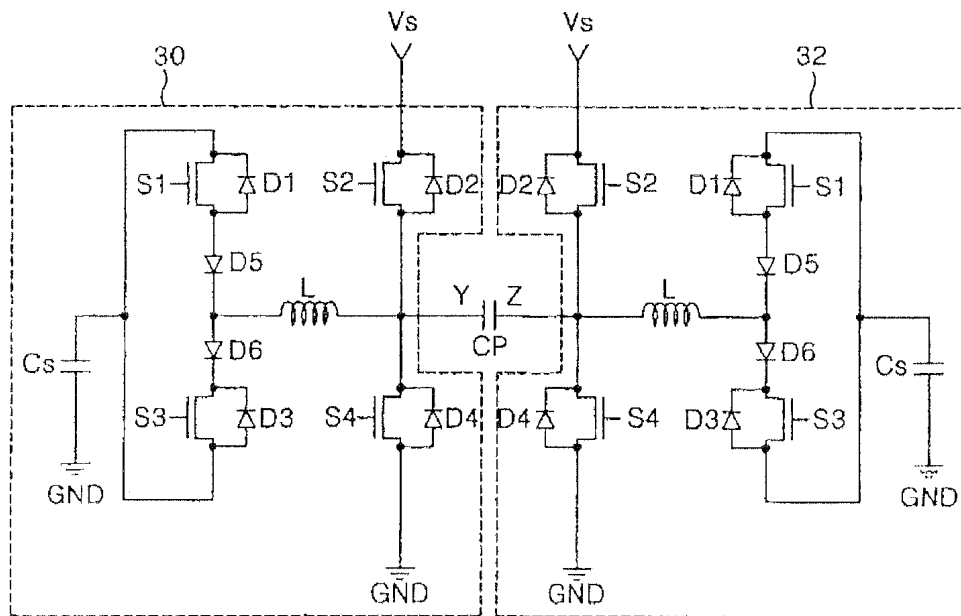 Vs Vs
30 32
S1 D1 S2 D2 D2 S2 D1 S1
D5 L Y Z L D5
CP
Cs D6 D6 Cs
S3 D3 S4 D4 D4 S4 D3 S3
GND GND
GND GND